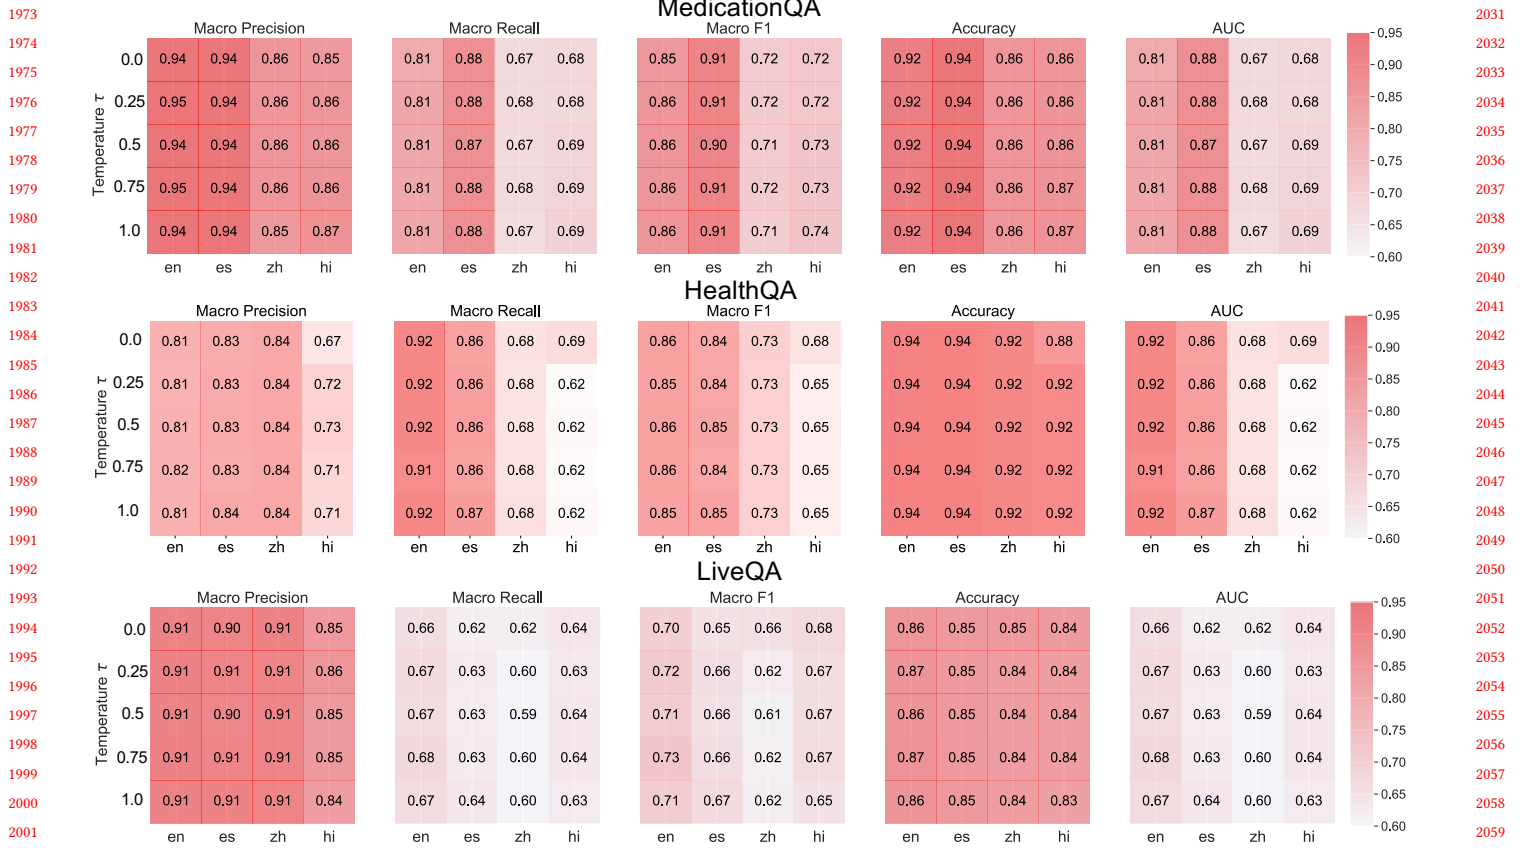 MedicationQA
1973 2031
Macro Precision Macro Recall Macro F1 Accuracy AUC
1974 2032
0.0 0.94 0.94 0.86 0.85 0.81 0.88 0.67 0.68 0.85 0.91 0.72 0.72 0.92 0.94 0.86 0.86 0.81 0.88 0.67 0.68 0.95
1975 2033
0.90
1976 0.25 0.95 0.94 0.86 0.86 0.81 0.88 0.68 0.68 0.86 0.91 0.72 0.72 0.92 0.94 0.86 0.86 0.81 0.88 0.68 0.68 0.85 2034
1977 0.80 2035
Temperature τ
1978 0.5 0.94 0.94 0.86 0.86 0.81 0.87 0.67 0.69 0.86 0.90 0.71 0.73 0.92 0.94 0.86 0.86 0.81 0.87 0.67 0.69 0.75 2036
1979 0.75 0.95 0.94 0.86 0.86 0.81 0.88 0.68 0.69 0.86 0.91 0.72 0.73 0.92 0.94 0.86 0.87 0.81 0.88 0.68 0.69 0.70 2037
1980 2038
1.0 0.94 0.94 0.85 0.87 0.81 0.88 0.67 0.69 0.86 0.91 0.71 0.74 0.92 0.94 0.86 0.87 0.81 0.88 0.67 0.69 0.65
1981 0.60 2039
en es zh hi en es zh hi en es zh hi en es zh hi en es zh hi
1982 2040
HealthQA
1983 2041
Macro Precision Macro Recall Macro F1 Accuracy AUC
0.95
1984 0.0 0.81 0.83 0.84 0.67 0.92 0.86 0.68 0.69 0.86 0.84 0.73 0.68 0.94 0.94 0.92 0.88 0.92 0.86 0.68 0.69 0.90 2042
1985 2043
1986 0.25 0.81 0.83 0.84 0.72 0.92 0.86 0.68 0.62 0.85 0.84 0.73 0.65 0.94 0.94 0.92 0.92 0.92 0.86 0.68 0.62 0.85 2044
0.80
Temperature τ
1987 0.5 0.81 0.83 0.84 0.73 0.92 0.86 0.68 0.62 0.86 0.85 0.73 0.65 0.94 0.94 0.92 0.92 0.92 0.86 0.68 0.62 0.75 2045
1988 2046
1989 0.75 0.82 0.83 0.84 0.71 0.91 0.86 0.68 0.62 0.86 0.84 0.73 0.65 0.94 0.94 0.92 0.92 0.91 0.86 0.68 0.62 0.70 2047
1990 1.0 0.81 0.84 0.84 0.71 0.92 0.87 0.68 0.62 0.85 0.85 0.73 0.65 0.94 0.94 0.92 0.92 0.92 0.87 0.68 0.62 0.65 2048
0.60
1991 en es zh hi en es zh hi en es zh hi en es zh hi en es zh hi 2049
1992 2050
LiveQA
1993 2051
Macro Precision Macro Recall Macro F1 Accuracy AUC
0.95
1994 0.0 0.91 0.90 0.91 0.85 0.66 0.62 0.62 0.64 0.70 0.65 0.66 0.68 0.86 0.85 0.85 0.84 0.66 0.62 0.62 0.64 0.90 2052
1995 2053
1996 0.25 0.91 0.91 0.91 0.86 0.67 0.63 0.60 0.63 0.72 0.66 0.62 0.67 0.87 0.85 0.84 0.84 0.67 0.63 0.60 0.63 0.85 2054
0.80
Temperature τ
1997 0.5 0.91 0.90 0.91 0.85 0.67 0.63 0.59 0.64 0.71 0.66 0.61 0.67 0.86 0.85 0.84 0.84 0.67 0.63 0.59 0.64 0.75 2055
1998 2056
1999 0.75 0.91 0.91 0.91 0.85 0.68 0.63 0.60 0.64 0.73 0.66 0.62 0.67 0.87 0.85 0.84 0.84 0.68 0.63 0.60 0.64 0.70 2057
2000 1.0 0.91 0.91 0.91 0.84 0.67 0.64 0.60 0.63 0.71 0.67 0.62 0.65 0.86 0.85 0.84 0.83 0.67 0.64 0.60 0.63 0.65 2058
0.60
2001 en es zh hi en es zh hi en es zh hi en es zh hi en es zh hi 2059